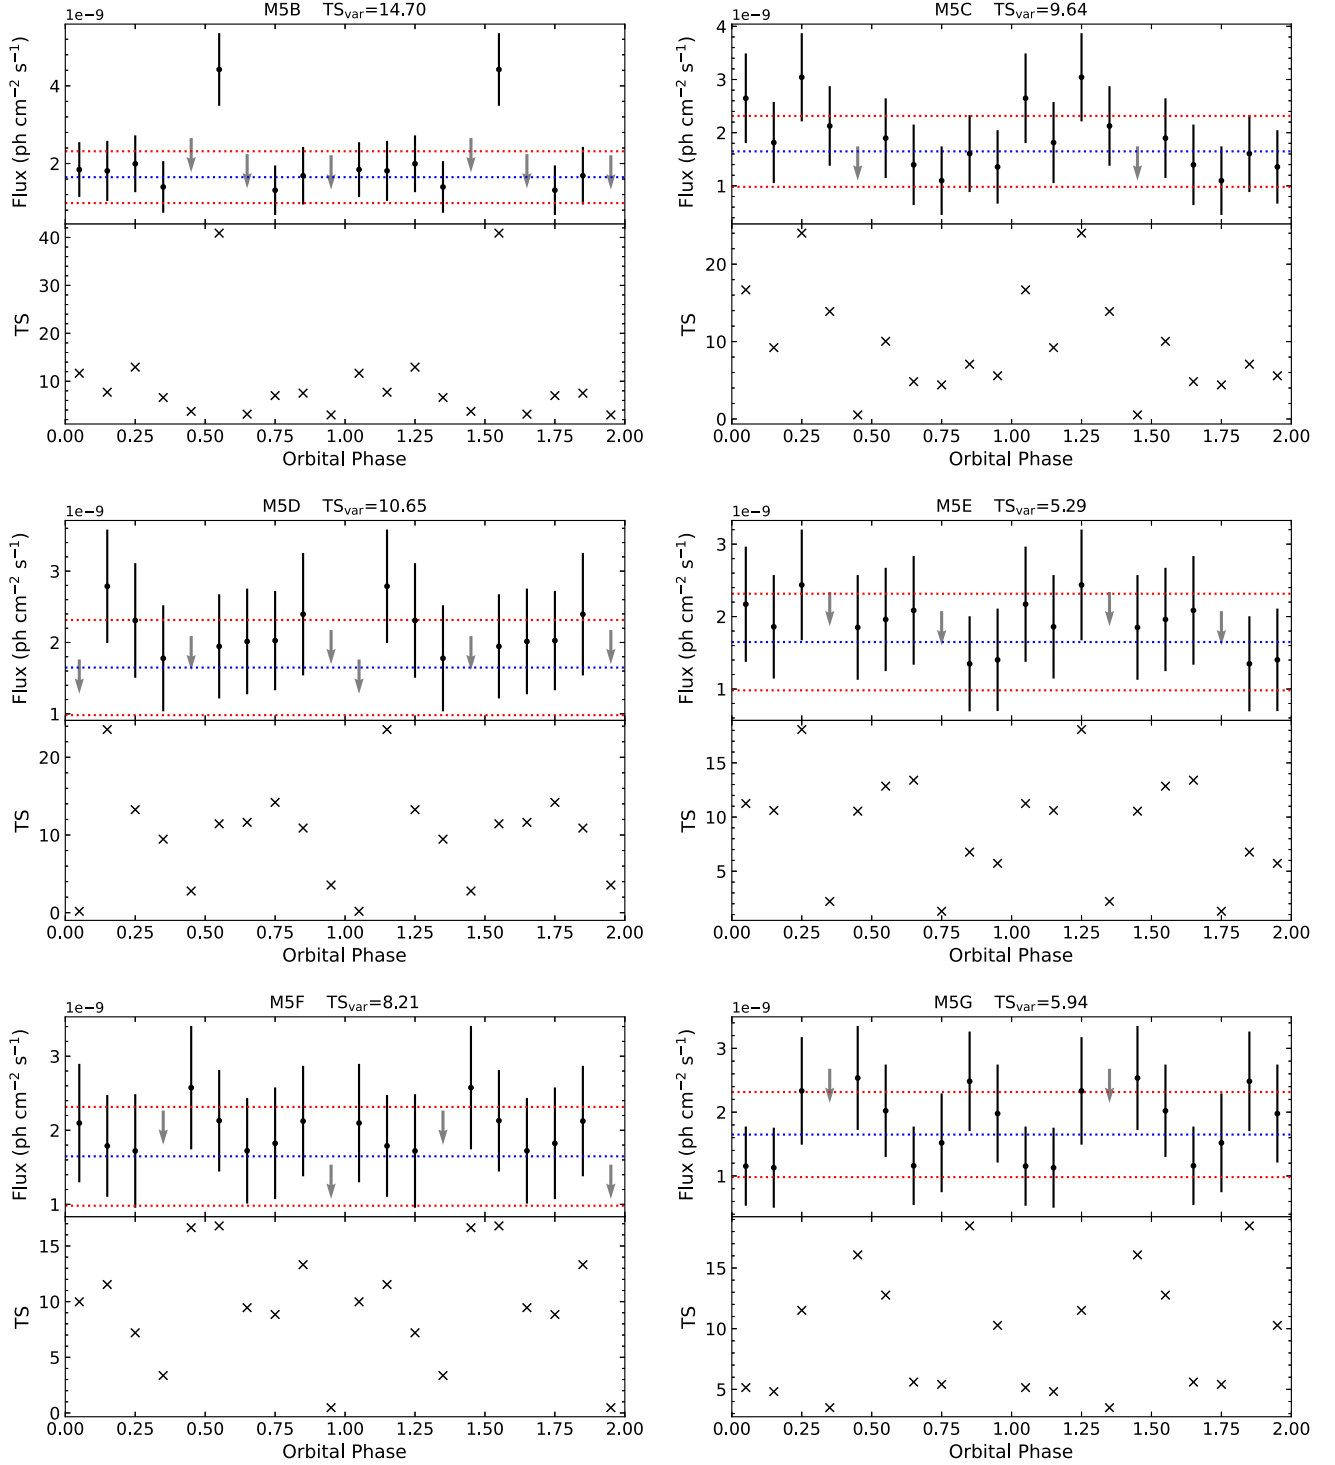 M5B TS_var=14.70
1e−9
Flux (ph cm⁻² s⁻¹)
4
2
TS
40
30
20
10
0.00 0.25 0.50 0.75 1.00 1.25 1.50 1.75 2.00
Orbital Phase
M5C TS_var=9.64
1e−9
Flux (ph cm⁻² s⁻¹)
4
3
2
1
TS
20
10
0
0.00 0.25 0.50 0.75 1.00 1.25 1.50 1.75 2.00
Orbital Phase
M5D TS_var=10.65
1e−9
Flux (ph cm⁻² s⁻¹)
3
2
1
TS
20
10
0
0.00 0.25 0.50 0.75 1.00 1.25 1.50 1.75 2.00
Orbital Phase
M5E TS_var=5.29
1e−9
Flux (ph cm⁻² s⁻¹)
3
2
1
TS
15
10
5
0.00 0.25 0.50 0.75 1.00 1.25 1.50 1.75 2.00
Orbital Phase
M5F TS_var=8.21
1e−9
Flux (ph cm⁻² s⁻¹)
3
2
1
TS
15
10
5
0
0.00 0.25 0.50 0.75 1.00 1.25 1.50 1.75 2.00
Orbital Phase
M5G TS_var=5.94
1e−9
Flux (ph cm⁻² s⁻¹)
3
2
1
TS
15
10
5
0.00 0.25 0.50 0.75 1.00 1.25 1.50 1.75 2.00
Orbital Phase